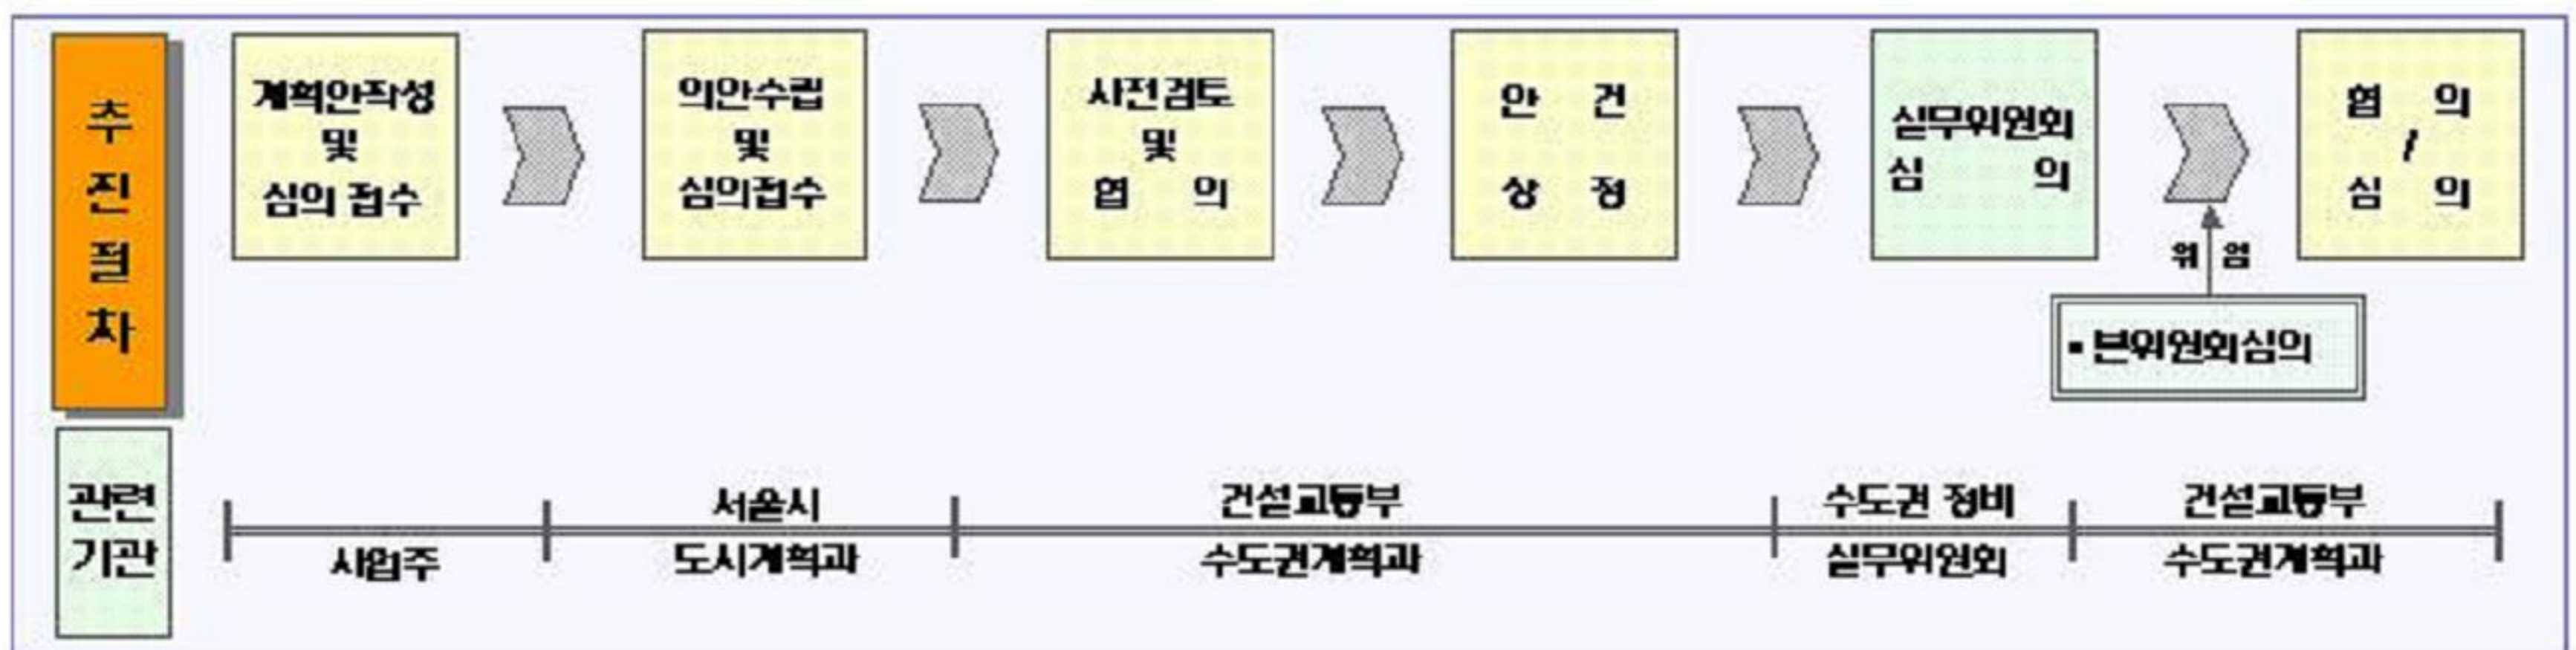 추진절차
계획안작성
및
심의 접수
의안수립
및
심의접수
사전검토
및
협 의
안 건
상 정
실무위원회
심 의
협 의
/
심 의
위 임
본위원회심의
관련
기관
사업주
서울시
도시계획과
건설교통부
수도권계획과
수도권 정비
실무위원회
건설교통부
수도권계획과